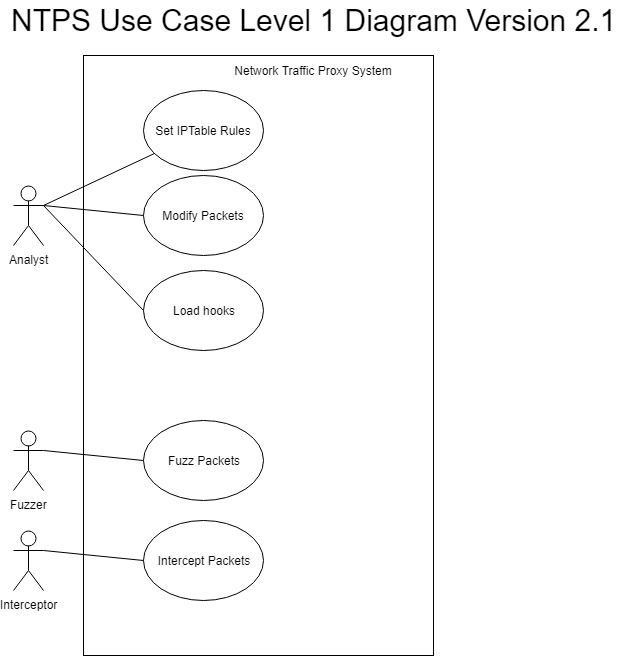 NTPS Use Case Level 1 Diagram Version 2.1
Network Traffic Proxy System
Set IPTable Rules
Modify Packets
Analyst
Load hooks
Fuzz Packets
Fuzzer
Intercept Packets
Interceptor